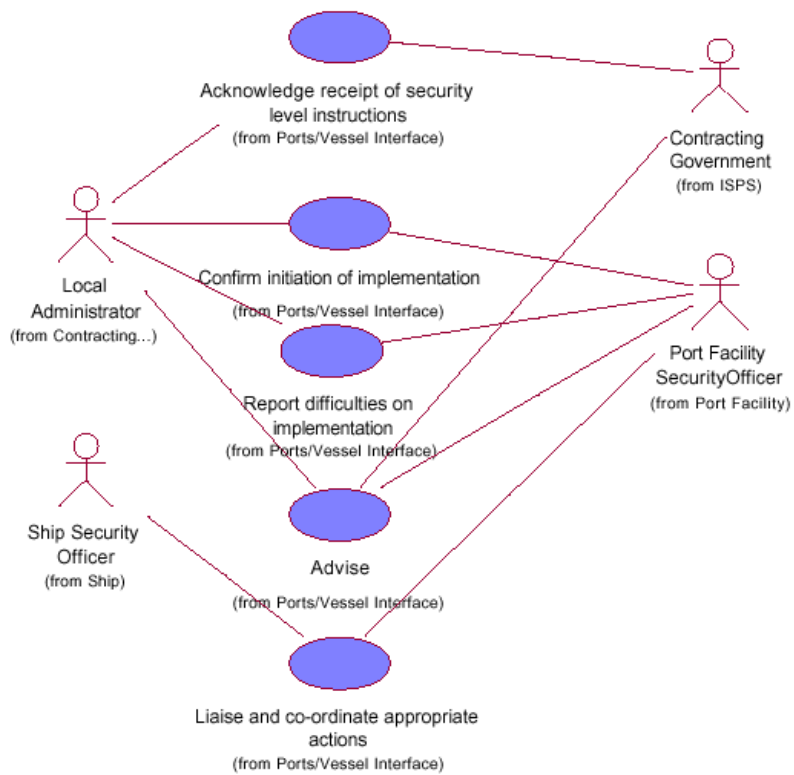 Acknowledge receipt of security
level instructions
(from Ports/Vessel Interface)
Contracting
Government
(from ISPS)
Local
Administrator
(from Contracting...)
Confirm initiation of implementation
(from Ports/Vessel Interface)
Port Facility
SecurityOfficer
(from Port Facility)
Report difficulties on
implementation
(from Ports/Vessel Interface)
Ship Security
Officer
(from Ship)
Advise
(from Ports/Vessel Interface)
Liaise and co-ordinate appropriate
actions
(from Ports/Vessel Interface)